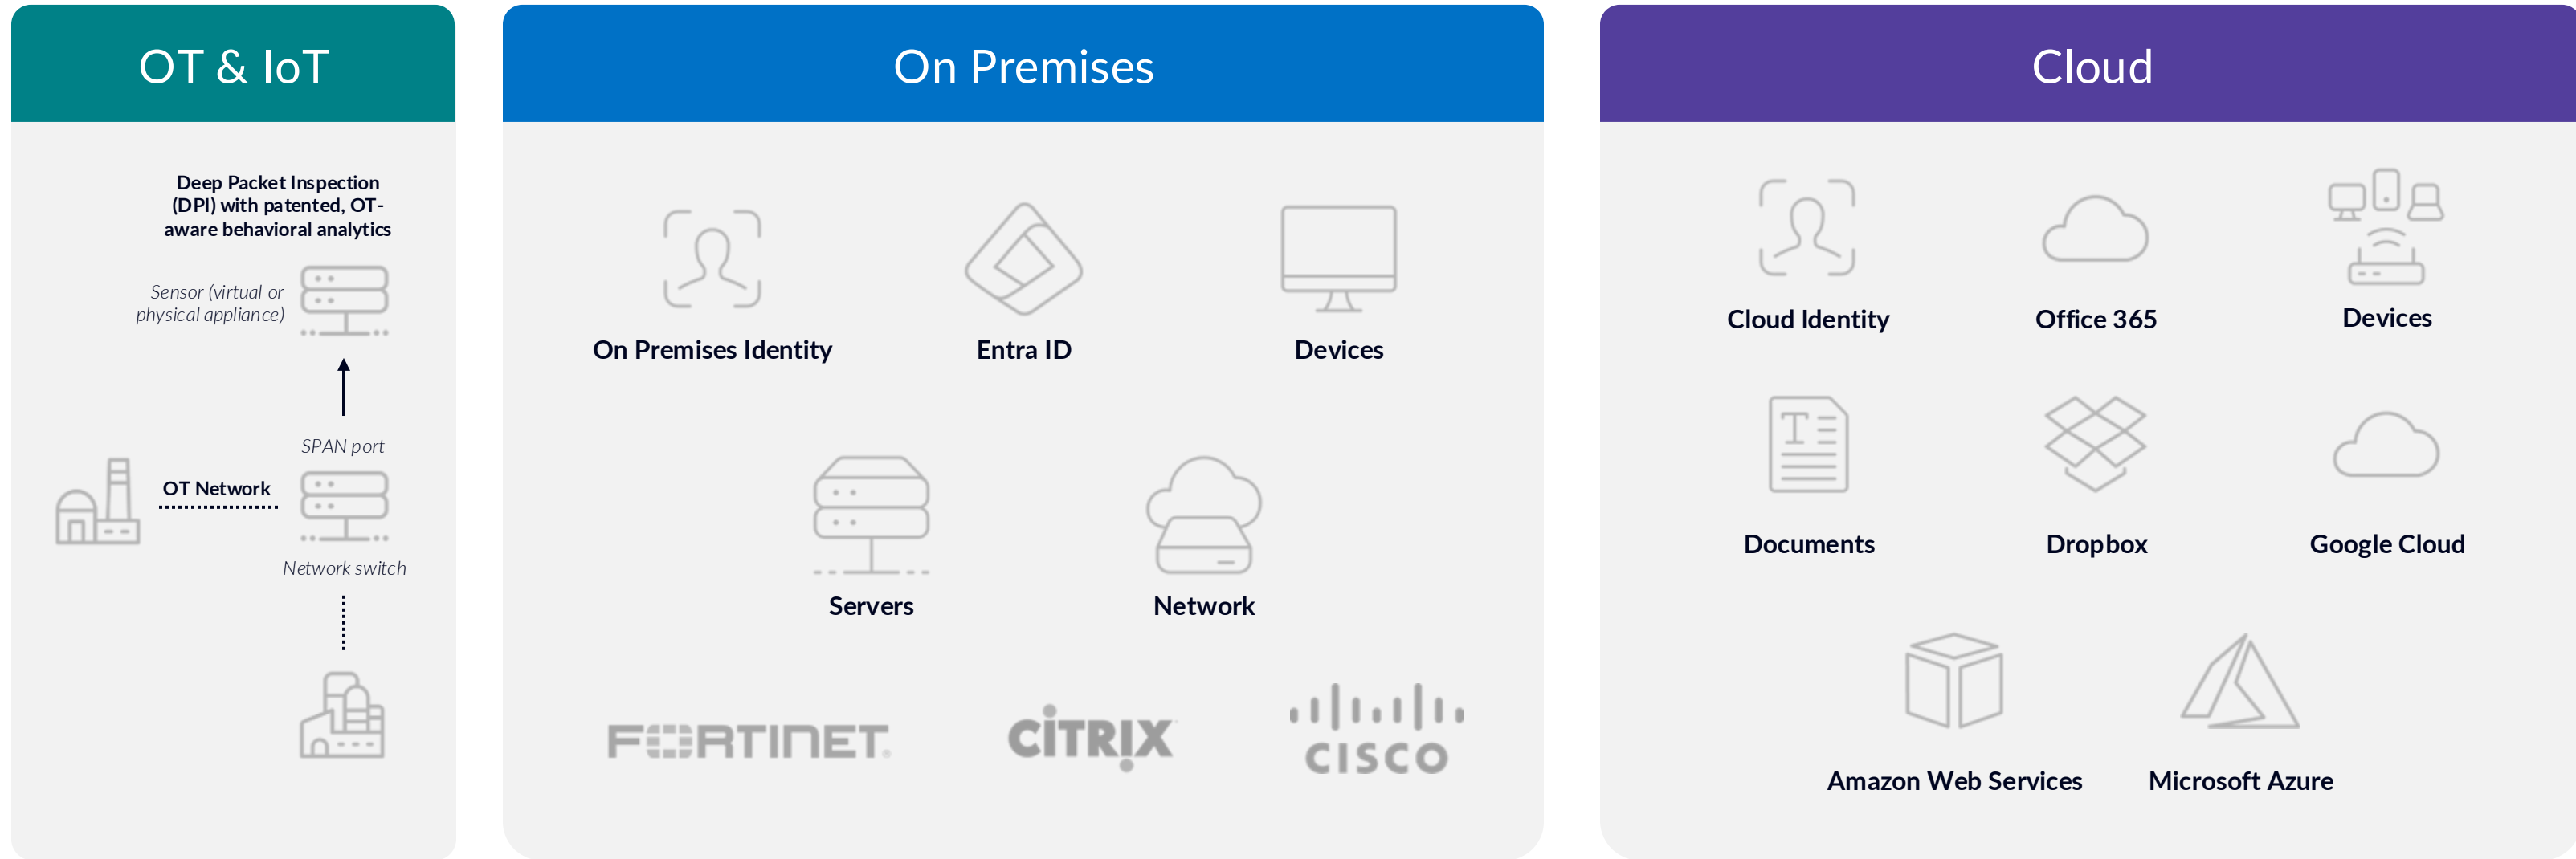 OT & IoT
Deep Packet Inspection
(DPI) with patented, OT-
aware behavioral analytics
Sensor (virtual or
physical appliance)
SPAN port
OT Network
Network switch
On Premises
On Premises Identity
Entra ID
Devices
Servers
Network
FORTINET
CITRIX
CISCO
Cloud
Cloud Identity
Office 365
Devices
T
Documents
Dropbox
Google Cloud
Amazon Web Services
Microsoft Azure